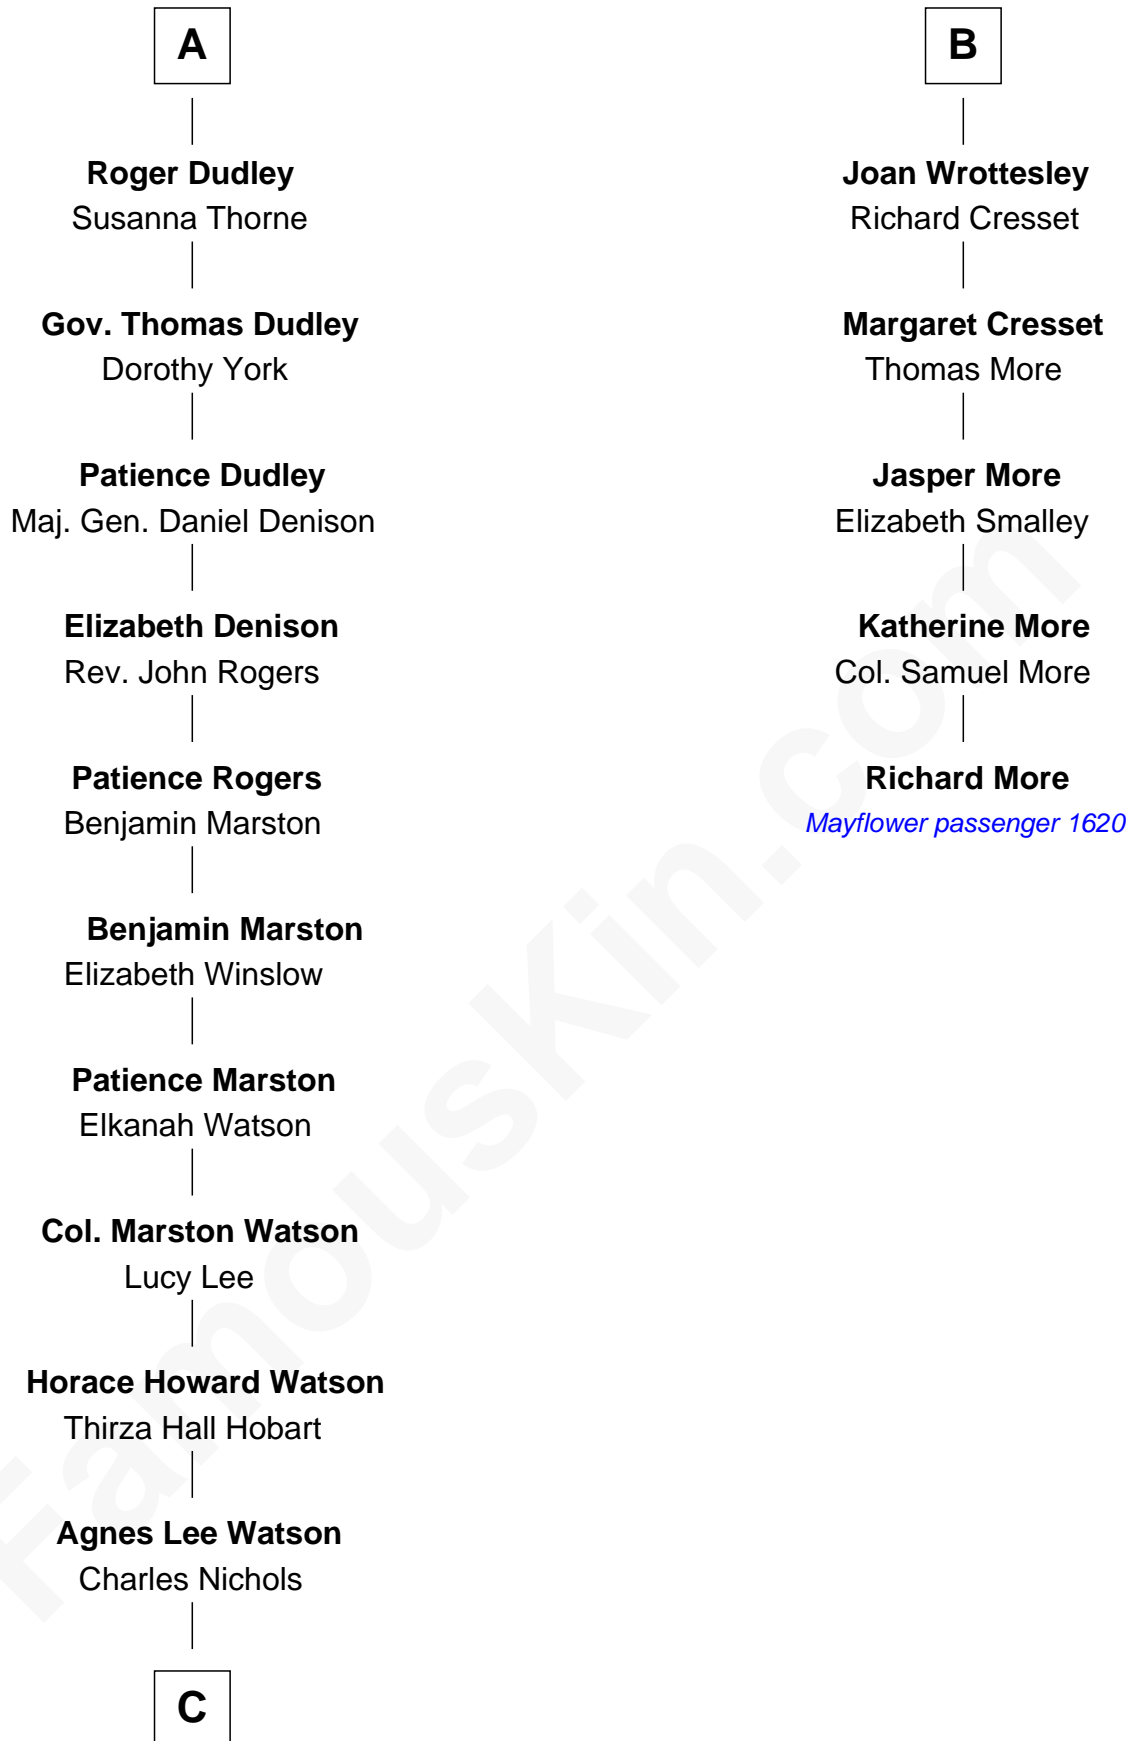 A
Roger Dudley
Susanna Thorne
Gov. Thomas Dudley
Dorothy York
Patience Dudley
Maj. Gen. Daniel Denison
Elizabeth Denison
Rev. John Rogers
Patience Rogers
Benjamin Marston
Benjamin Marston
Elizabeth Winslow
Patience Marston
Elkanah Watson
Col. Marston Watson
Lucy Lee
Horace Howard Watson
Thirza Hall Hobart
Agnes Lee Watson
Charles Nichols
C
B
Joan Wrottesley
Richard Cresset
Margaret Cresset
Thomas More
Jasper More
Elizabeth Smalley
Katherine More
Col. Samuel More
Richard More
Mayflower passenger 1620
FamousKin.com